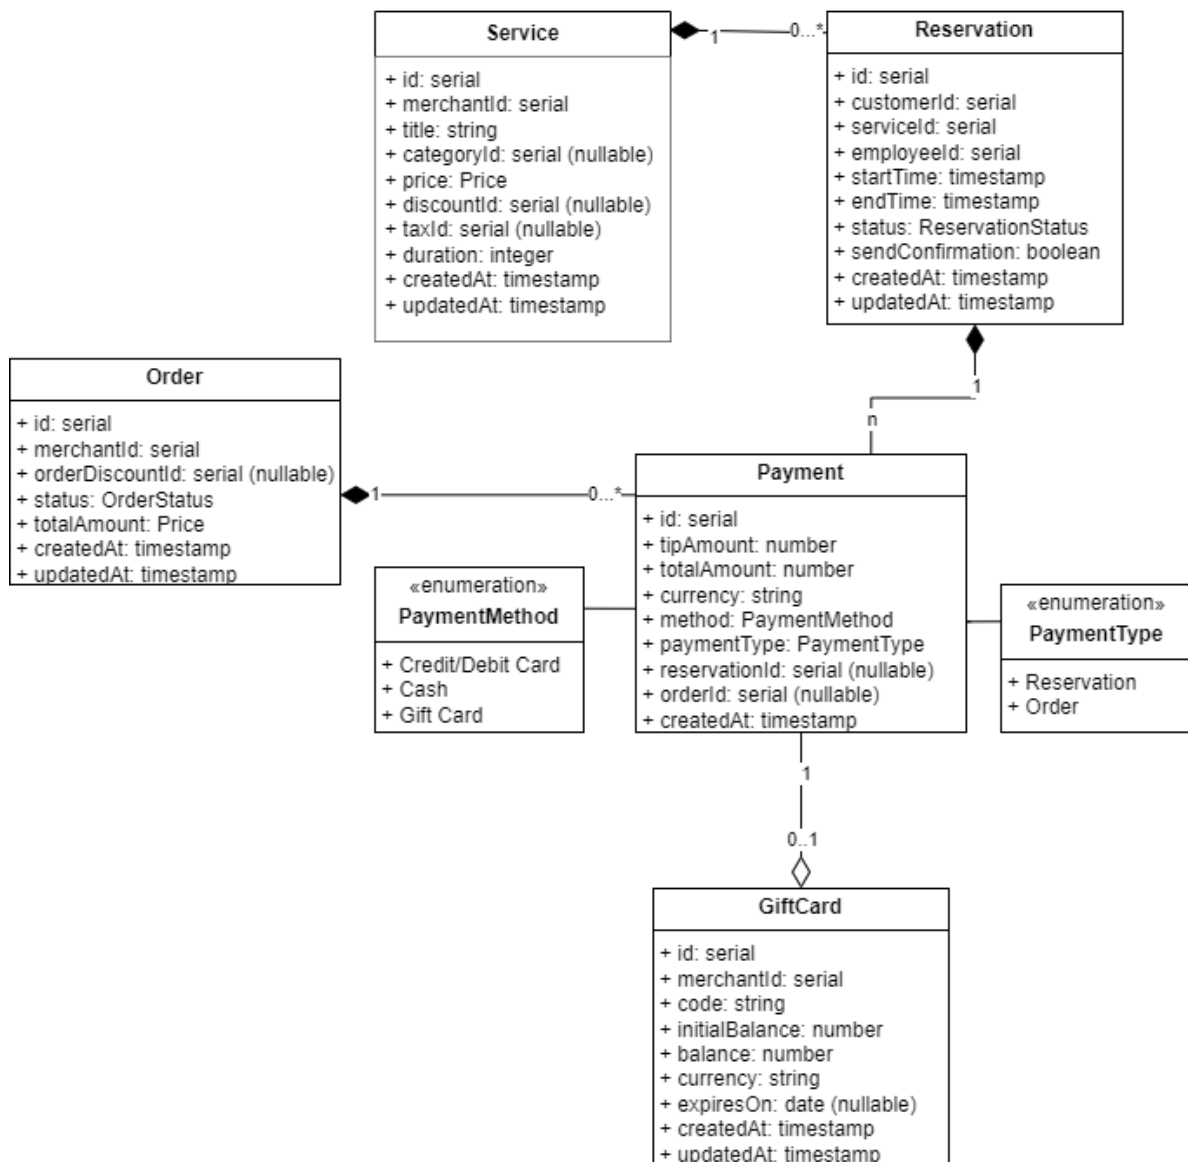 Service
+ id: serial
+ merchantId: serial
+ title: string
+ categoryId: serial (nullable)
+ price: Price
+ discountId: serial (nullable)
+ taxId: serial (nullable)
+ duration: integer
+ createdAt: timestamp
+ updatedAt: timestamp
1
0...*
Reservation
+ id: serial
+ customerId: serial
+ serviceId: serial
+ employeeId: serial
+ startTime: timestamp
+ endTime: timestamp
+ status: ReservationStatus
+ sendConfirmation: boolean
+ createdAt: timestamp
+ updatedAt: timestamp
1
n
Order
+ id: serial
+ merchantId: serial
+ orderDiscountId: serial (nullable)
+ status: OrderStatus
+ totalAmount: Price
+ createdAt: timestamp
+ updatedAt: timestamp
1
0...*
Payment
+ id: serial
+ tipAmount: number
+ totalAmount: number
+ currency: string
+ method: PaymentMethod
+ paymentType: PaymentType
+ reservationId: serial (nullable)
+ orderId: serial (nullable)
+ createdAt: timestamp
«enumeration»
PaymentMethod
+ Credit/Debit Card
+ Cash
+ Gift Card
«enumeration»
PaymentType
+ Reservation
+ Order
1
0..1
GiftCard
+ id: serial
+ merchantId: serial
+ code: string
+ initialBalance: number
+ balance: number
+ currency: string
+ expiresOn: date (nullable)
+ createdAt: timestamp
+ updatedAt: timestamp